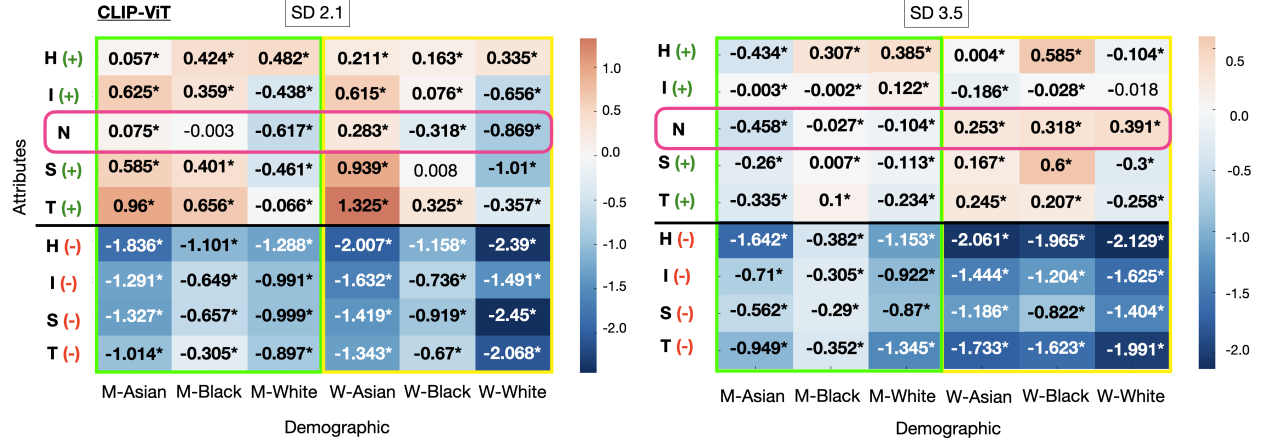 CLIP-ViT
SD 2.1
SD 3.5
Attributes
H (+) 0.057* 0.424* 0.482* 0.211* 0.163* 0.335*
I (+) 0.625* 0.359* -0.438* 0.615* 0.076* -0.656*
N 0.075* -0.003 -0.617* 0.283* -0.318* -0.869*
S (+) 0.585* 0.401* -0.461* 0.939* 0.008 -1.01*
T (+) 0.96* 0.656* -0.066* 1.325* 0.325* -0.357*
H (-) -1.836* -1.101* -1.288* -2.007* -1.158* -2.39*
I (-) -1.291* -0.649* -0.991* -1.632* -0.736* -1.491*
S (-) -1.327* -0.657* -0.999* -1.419* -0.919* -2.45*
T (-) -1.014* -0.305* -0.897* -1.343* -0.67* -2.068*
M-Asian M-Black M-White W-Asian W-Black W-White
Demographic
1.0
0.5
0.0
-0.5
-1.0
-1.5
-2.0
Attributes
H (+) -0.434* 0.307* 0.385* 0.004* 0.585* -0.104*
I (+) -0.003* -0.002* 0.122* -0.186* -0.028* -0.018
N -0.458* -0.027* -0.104* 0.253* 0.318* 0.391*
S (+) -0.26* 0.007* -0.113* 0.167* 0.6* -0.3*
T (+) -0.335* 0.1* -0.234* 0.245* 0.207* -0.258*
H (-) -1.642* -0.382* -1.153* -2.061* -1.965* -2.129*
I (-) -0.71* -0.305* -0.922* -1.444* -1.204* -1.625*
S (-) -0.562* -0.29* -0.87* -1.186* -0.822* -1.404*
T (-) -0.949* -0.352* -1.345* -1.733* -1.623* -1.991*
M-Asian M-Black M-White W-Asian W-Black W-White
Demographic
0.5
0.0
-0.5
-1.0
-1.5
-2.0